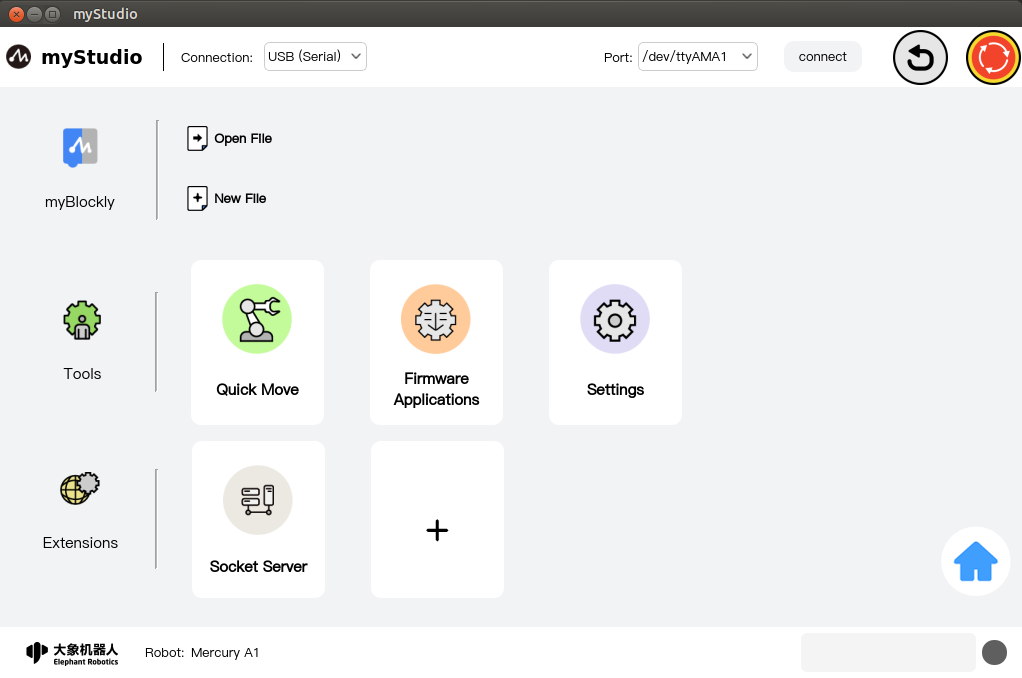 myStudio
myStudio
Connection:
USB (Serial)
Port:
/dev/ttyAMA1
connect
myBlockly
Open File
New File
Tools
Quick Move
Firmware
Applications
Settings
Extensions
Socket Server
大象机器人
Elephant Robotics
Robot: Mercury A1